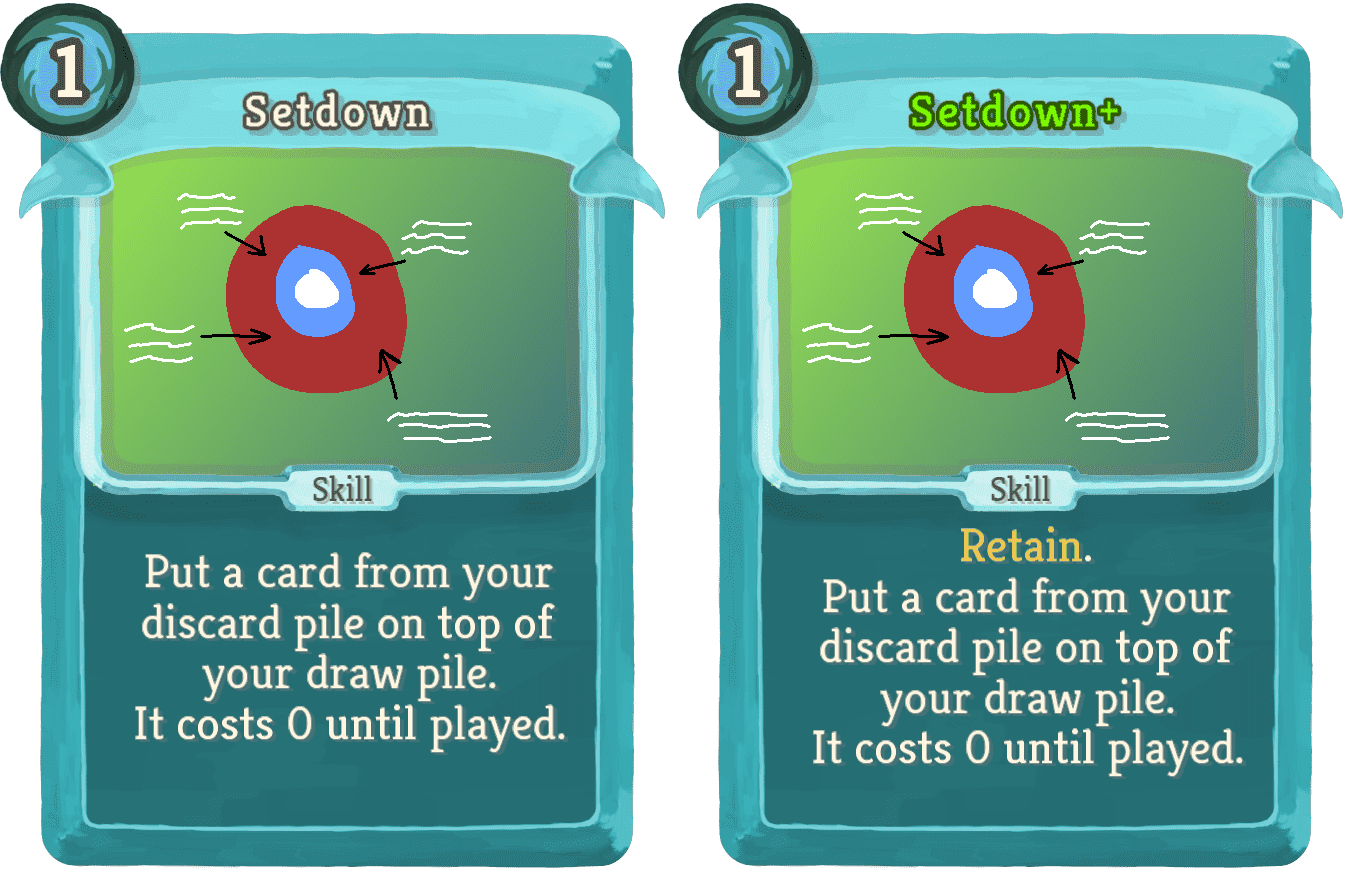 1
Setdown
Skill
Put a card from your
discard pile on top of
your draw pile.
It costs 0 until played.
1
Setdown+
Skill
Retain.
Put a card from your
discard pile on top of
your draw pile.
It costs 0 until played.